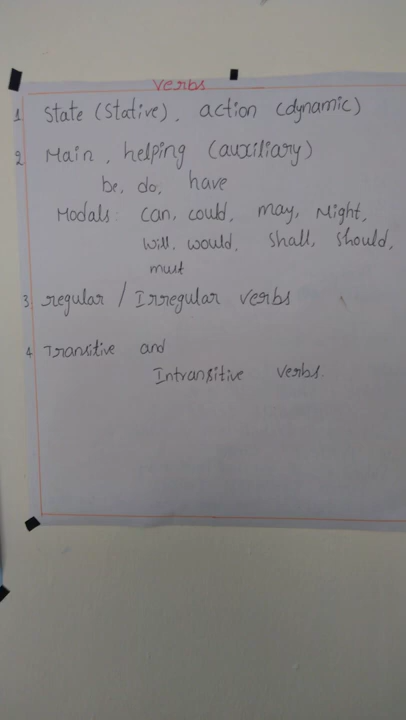 Verbs
1. State (Stative), action (dynamic)
2. Main, helping (auxiliary)
be, do, have
Modals: can, could, may, Might,
will, would, shall, should,
must
3. regular / Irregular verbs
4. Transitive and
Intransitive verbs.